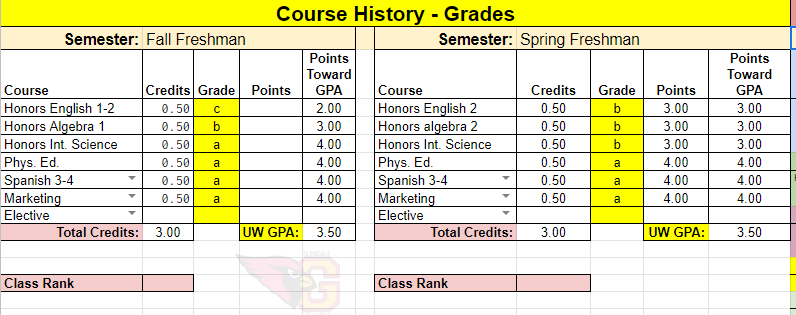 Course History - Grades
Semester: Fall Freshman Semester: Spring Freshman
Course Credits Grade Points Points Toward GPA Course Credits Grade Points Points Toward GPA
Honors English 1-2 0.50 c 2.00 Honors English 2 0.50 b 3.00 3.00
Honors Algebra 1 0.50 b 3.00 Honors algebra 2 0.50 b 3.00 3.00
Honors Int. Science 0.50 a 4.00 Honors Int. Science 0.50 b 3.00 3.00
Phys. Ed. 0.50 a 4.00 Phys. Ed. 0.50 a 4.00 4.00
Spanish 3-4 0.50 a 4.00 Spanish 3-4 0.50 a 4.00 4.00
Marketing 0.50 a 4.00 Marketing 0.50 a 4.00 4.00
Elective Elective
Total Credits: 3.00 UW GPA: 3.50 Total Credits: 3.00 UW GPA: 3.50
Class Rank Class Rank